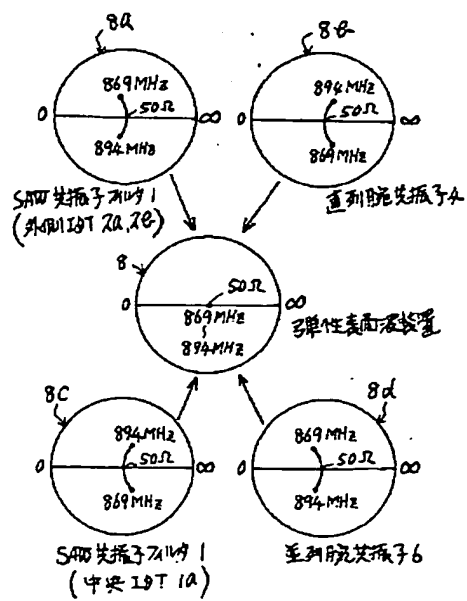 8a
869MHz
0 50Ω ∞
894MHz
SAW共振子フィルタ1
(外側IDT 2a,2b)
8b
894MHz
0 50Ω ∞
869MHz
直列腕共振子4
8
50Ω
0 ∞
869MHz
~
894MHz
弾性表面波装置
8c
894MHz
0 50Ω ∞
869MHz
SAW共振子フィルタ1
(中央IDT 1a)
8d
869MHz
0 50Ω ∞
894MHz
並列腕共振子6